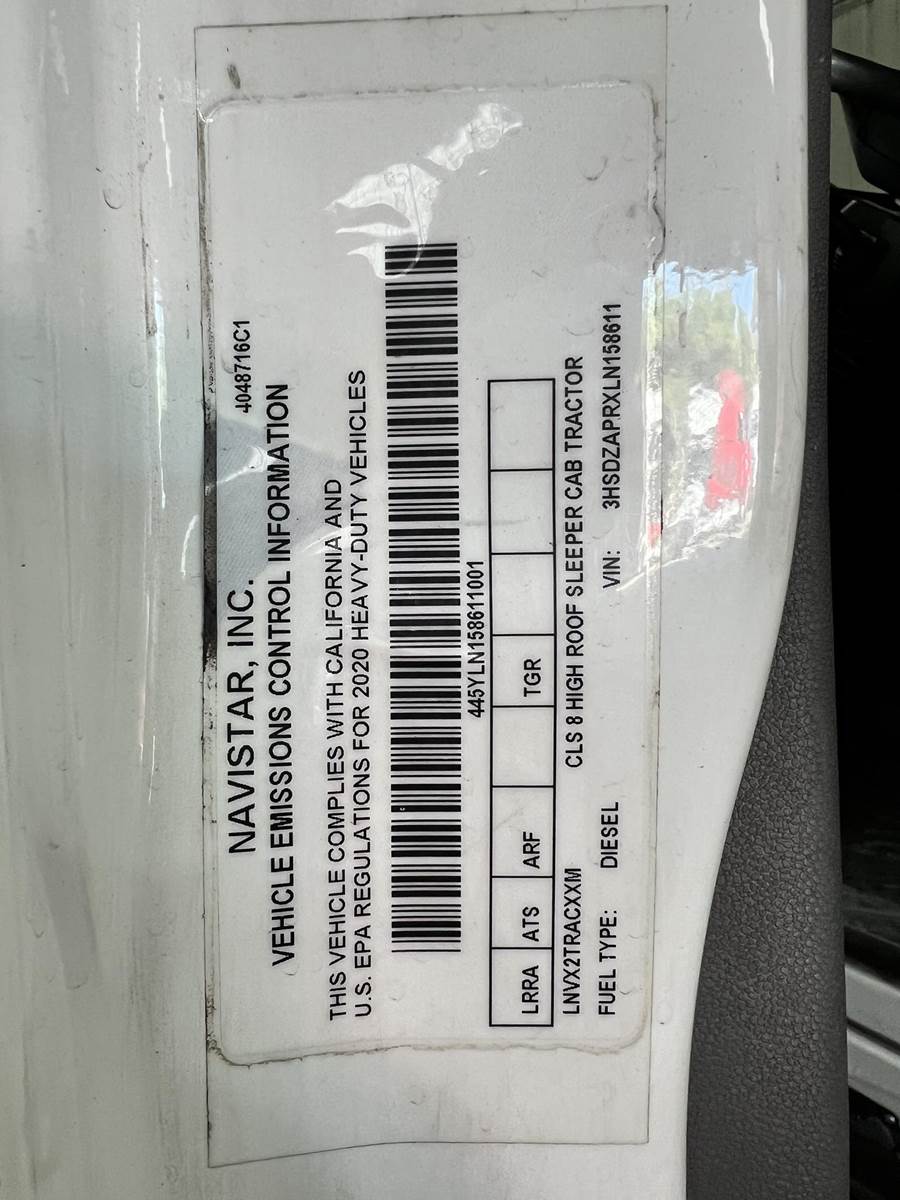 NAVISTAR, INC.
4048716C1
VEHICLE EMISSIONS CONTROL INFORMATION
THIS VEHICLE COMPLIES WITH CALIFORNIA AND
U.S. EPA REGULATIONS FOR 2020 HEAVY-DUTY VEHICLES
445YLN158611001
LRRA ATS ARF TGR
LNVX2TRACXXM CLS 8 HIGH ROOF SLEEPER CAB TRACTOR
FUEL TYPE: DIESEL VIN: 3HSDZAPRXLN158611